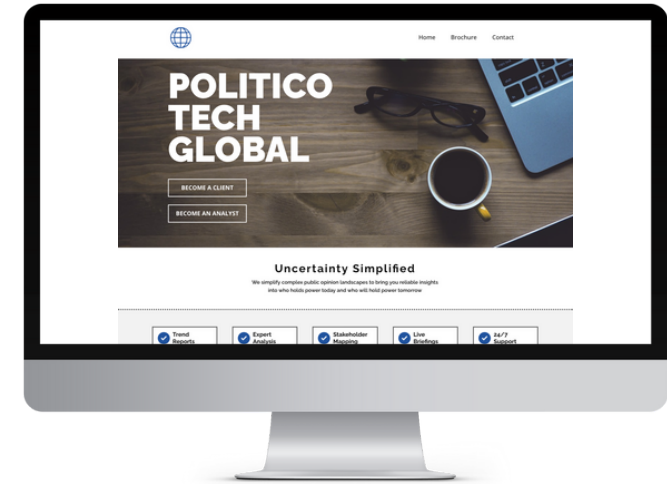 Home Brochure Contact
POLITICO
TECH
GLOBAL
BECOME A CLIENT
BECOME AN ANALYST
Uncertainty Simplified
We simplify complex public opinion landscapes to bring you reliable insights
into who holds power today and who will hold power tomorrow
Trend
Reports
Expert
Analysis
Stakeholder
Mapping
Live
Briefings
24/7
Support